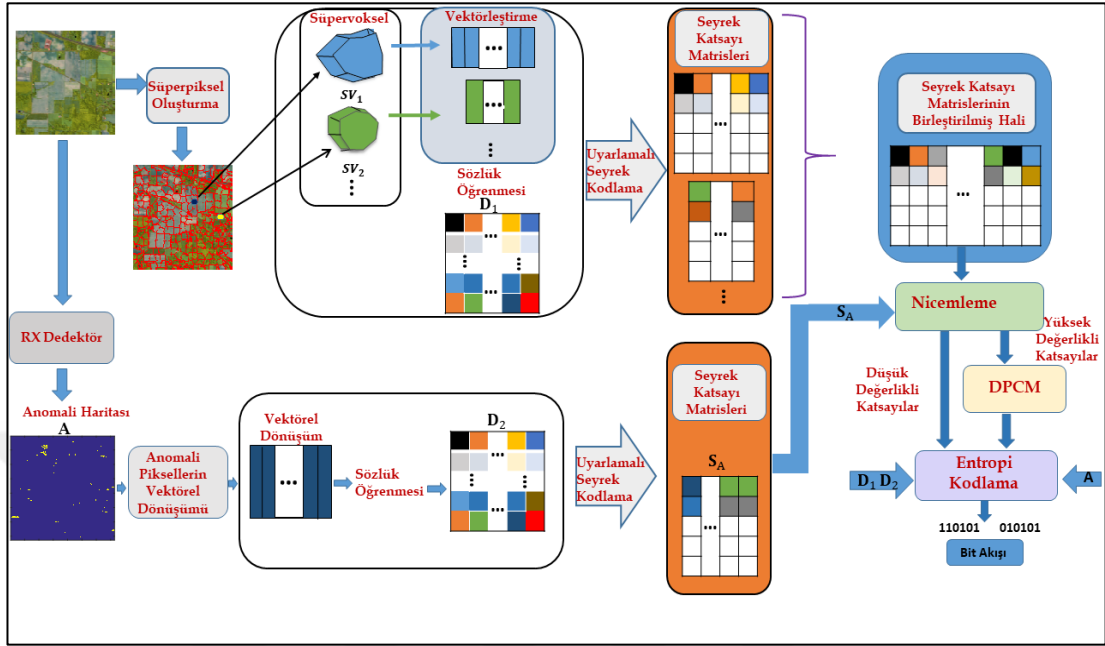 Süperpiksel
Oluşturma
Süpervoksel
SV₁
SV₂
⋮
Vektörleştirme
...
...
⋮
Sözlük
Öğrenmesi
D₁
...
...
⋮ ⋮
...
...
Uyarlamalı
Seyrek
Kodlama
Seyrek
Katsayı
Matrisleri
...
...
⋮
Seyrek Katsayı
Matrislerinin
Birleştirilmiş Hali
...
S_A
Nicemleme
Yüksek
Değerlikli
Katsayılar
Düşük
Değerlikli
Katsayılar
DPCM
D₁ D₂
Entropi
Kodlama
A
110101 010101
Bit Akışı
RX Dedektör
Anomali Haritası
A
Anomali
Piksellerin
Vektörel
Dönüşümü
Vektörel
Dönüşüm
...
Sözlük
Öğrenmesi
D₂
...
...
⋮ ⋮
...
...
Uyarlamalı
Seyrek
Kodlama
Seyrek
Katsayı
Matrisleri
S_A
...